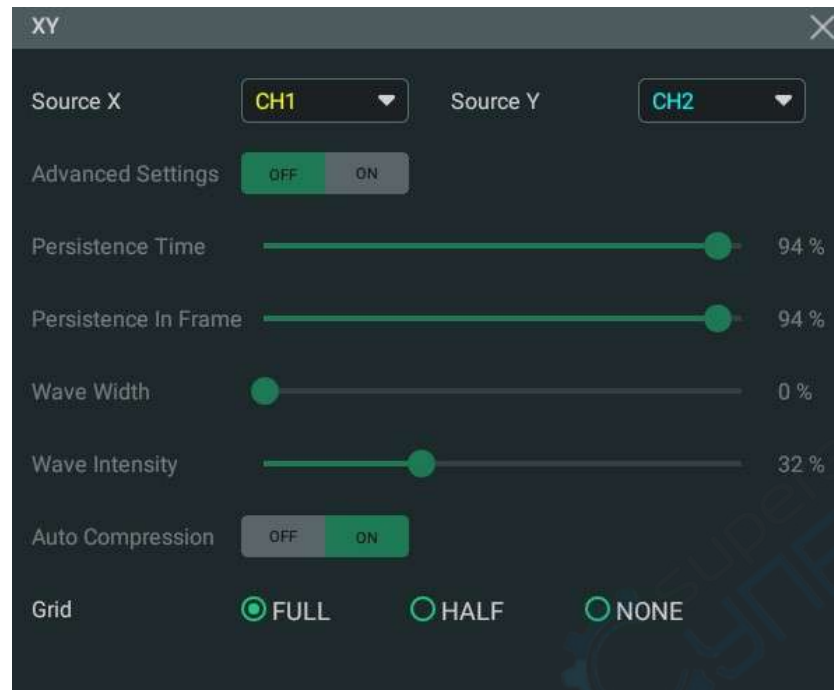 XY
Source X CH1 Source Y CH2
Advanced Settings OFF ON
Persistence Time 94 %
Persistence In Frame 94 %
Wave Width 0 %
Wave Intensity 32 %
Auto Compression OFF ON
Grid FULL HALF NONE
super